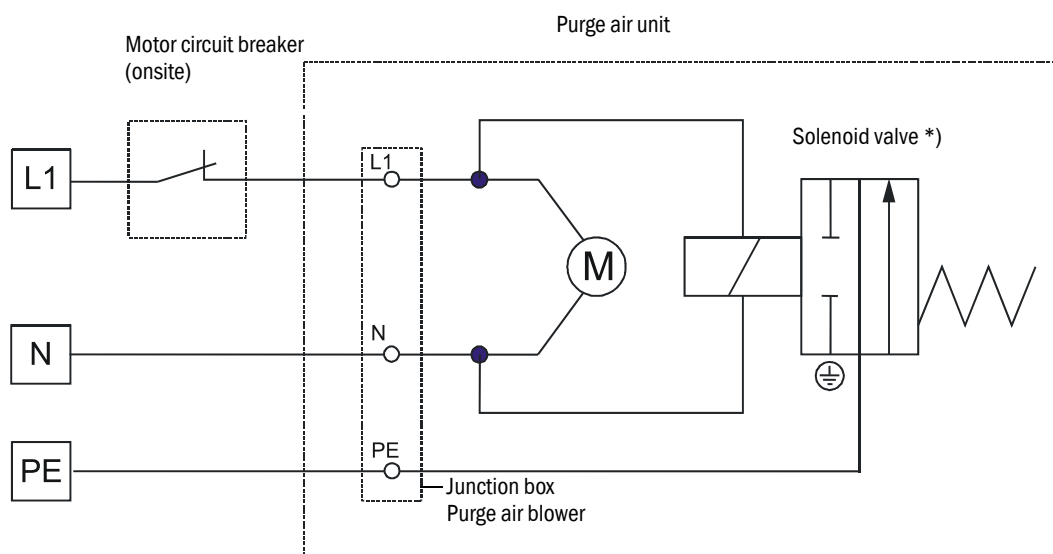 Purge air unit
Motor circuit breaker
(onsite)
Solenoid valve *)
L1
L1
M
N
N
PE
PE
Junction box
Purge air blower